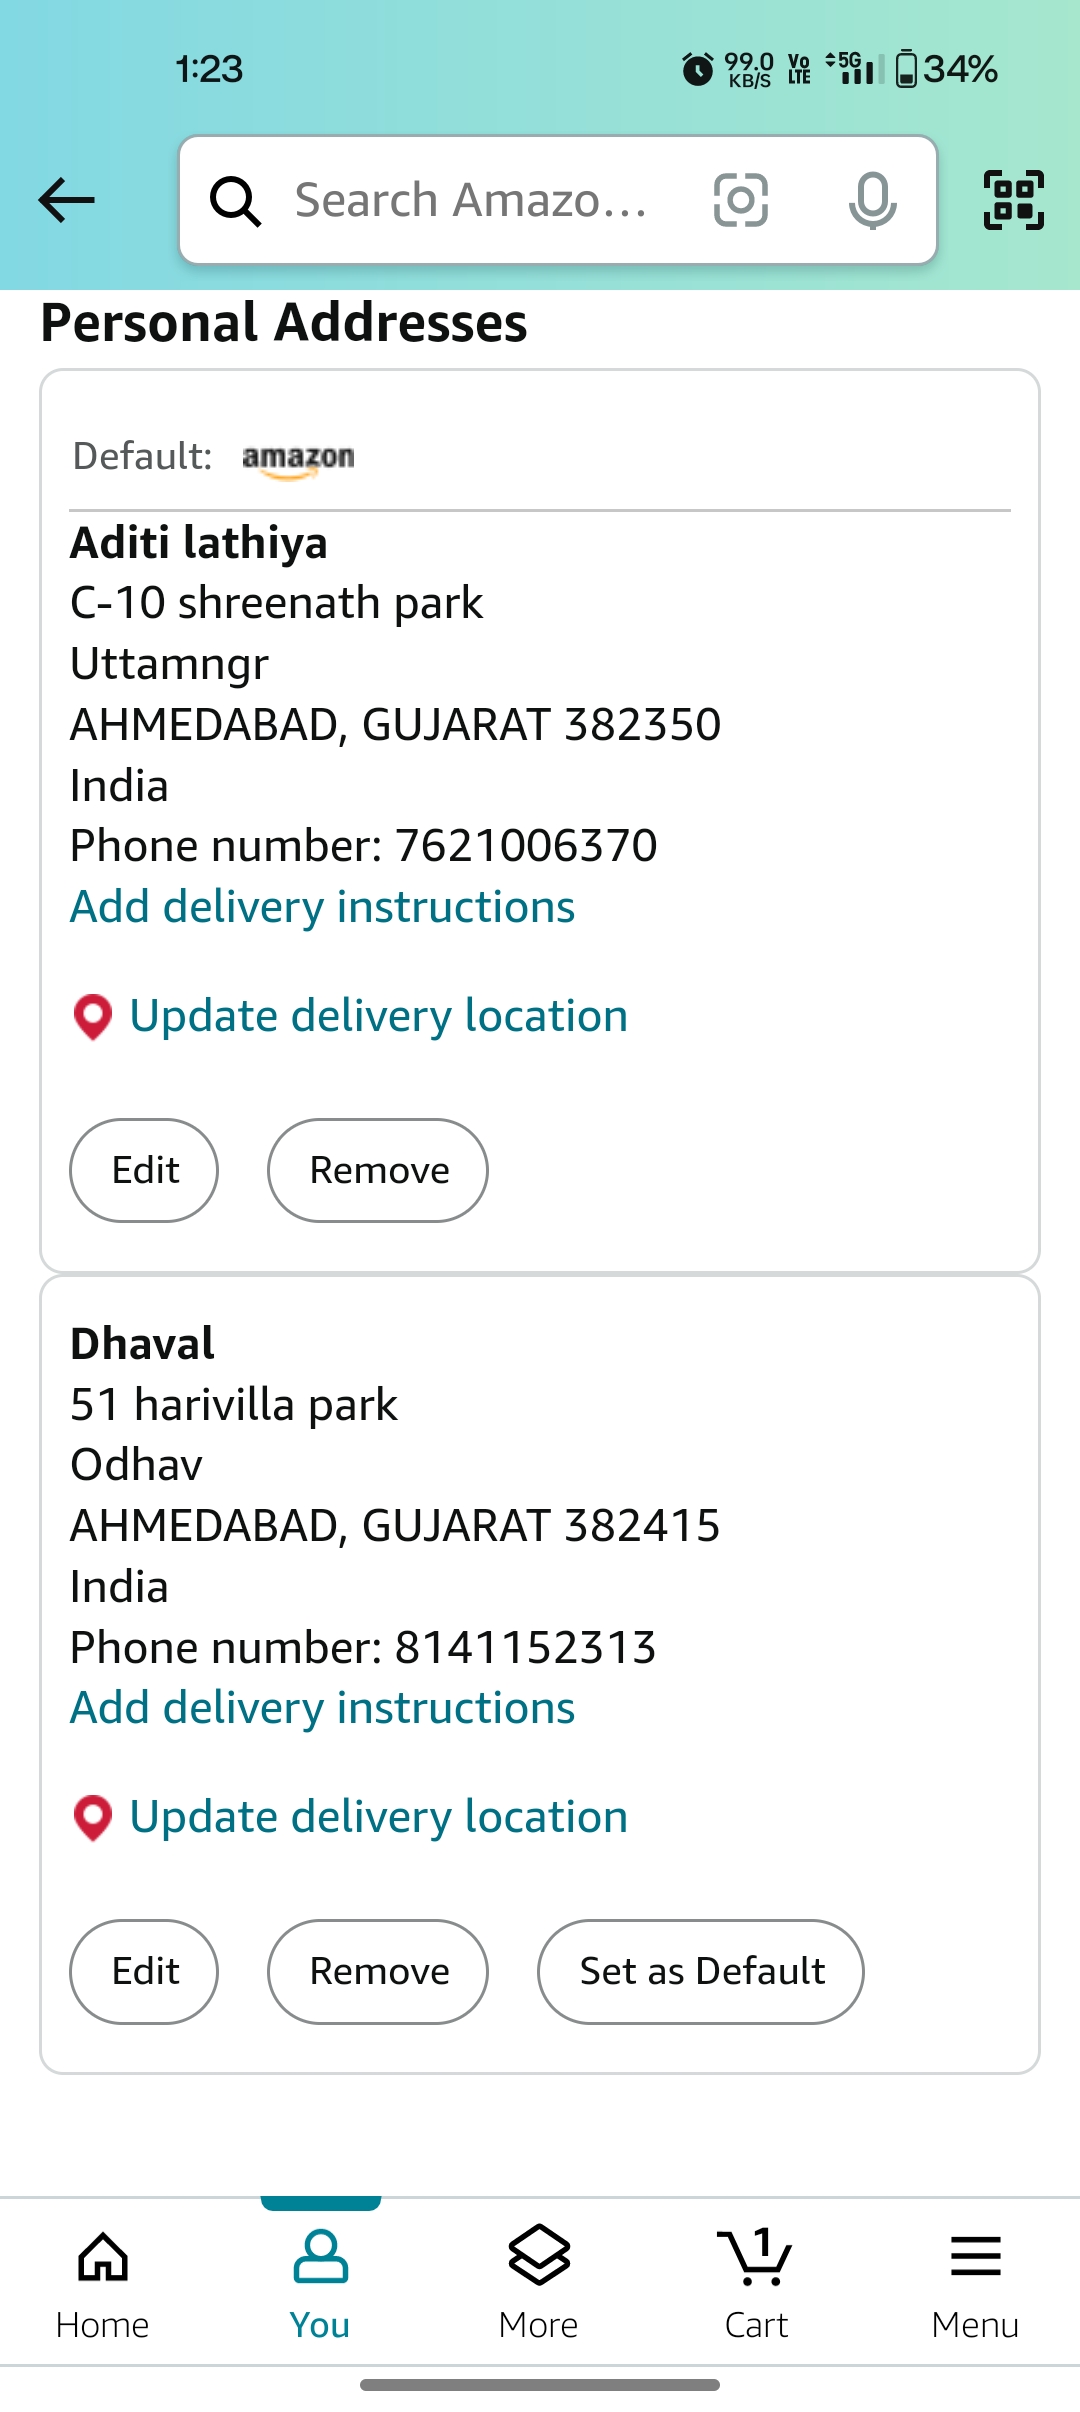 1:23
99.0 KB/S Vo LTE 5G 34%
Search Amazo...
Personal Addresses
Default: amazon
Aditi lathiya
C-10 shreenath park
Uttamngr
AHMEDABAD, GUJARAT 382350
India
Phone number: 7621006370
Add delivery instructions
Update delivery location
Edit Remove
Dhaval
51 harivilla park
Odhav
AHMEDABAD, GUJARAT 382415
India
Phone number: 8141152313
Add delivery instructions
Update delivery location
Edit Remove Set as Default
1
Home You More Cart Menu